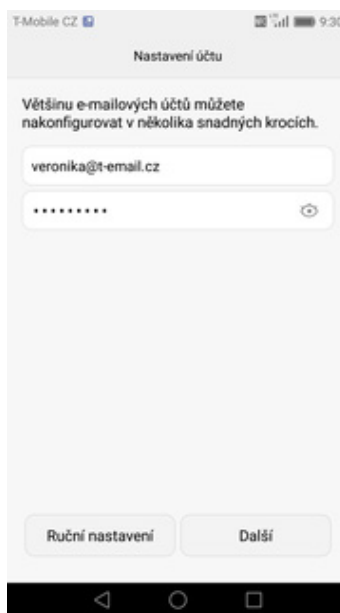 T-Mobile CZ 9:30
Nastavení účtu
Většinu e-mailových účtů můžete
nakonfigurovat v několika snadných krocích.
veronika@t-email.cz
•••••••••
Ruční nastavení Další